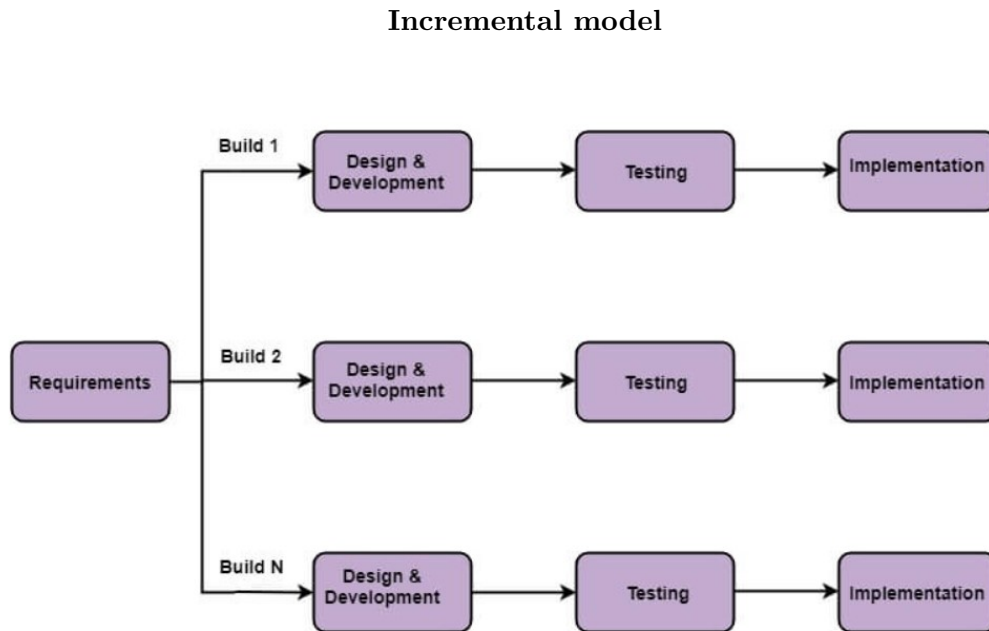 Incremental model
Build 1
Design &
Development
Testing
Implementation
Requirements
Build 2
Design &
Development
Testing
Implementation
Build N
Design &
Development
Testing
Implementation